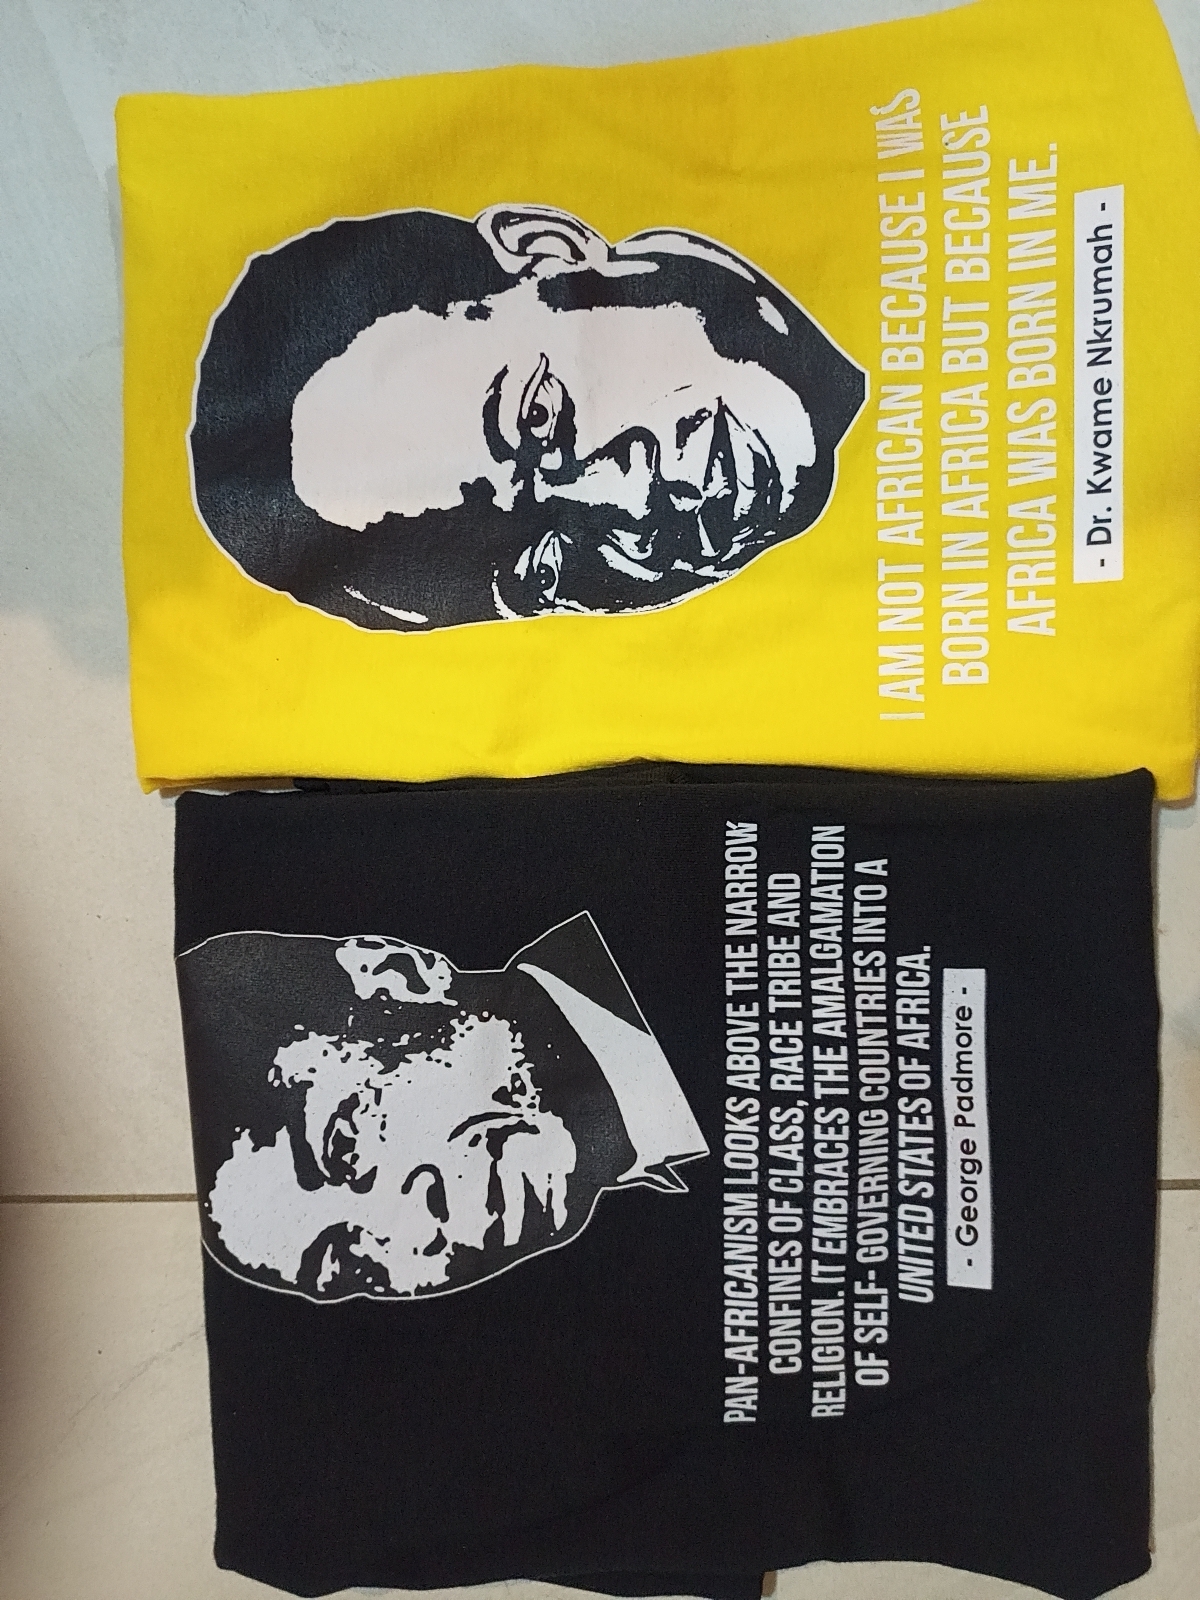 PAN-AFRICANISM LOOKS ABOVE THE NARROW
CONFINES OF CLASS, RACE TRIBE AND
RELIGION. IT EMBRACES THE AMALGAMATION
OF SELF- GOVERNING COUNTRIES INTO A
UNITED STATES OF AFRICA.
- George Padmore -
I AM NOT AFRICAN BECAUSE I WAS
BORN IN AFRICA BUT BECAUSE
AFRICA WAS BORN IN ME.
- Dr. Kwame Nkrumah -